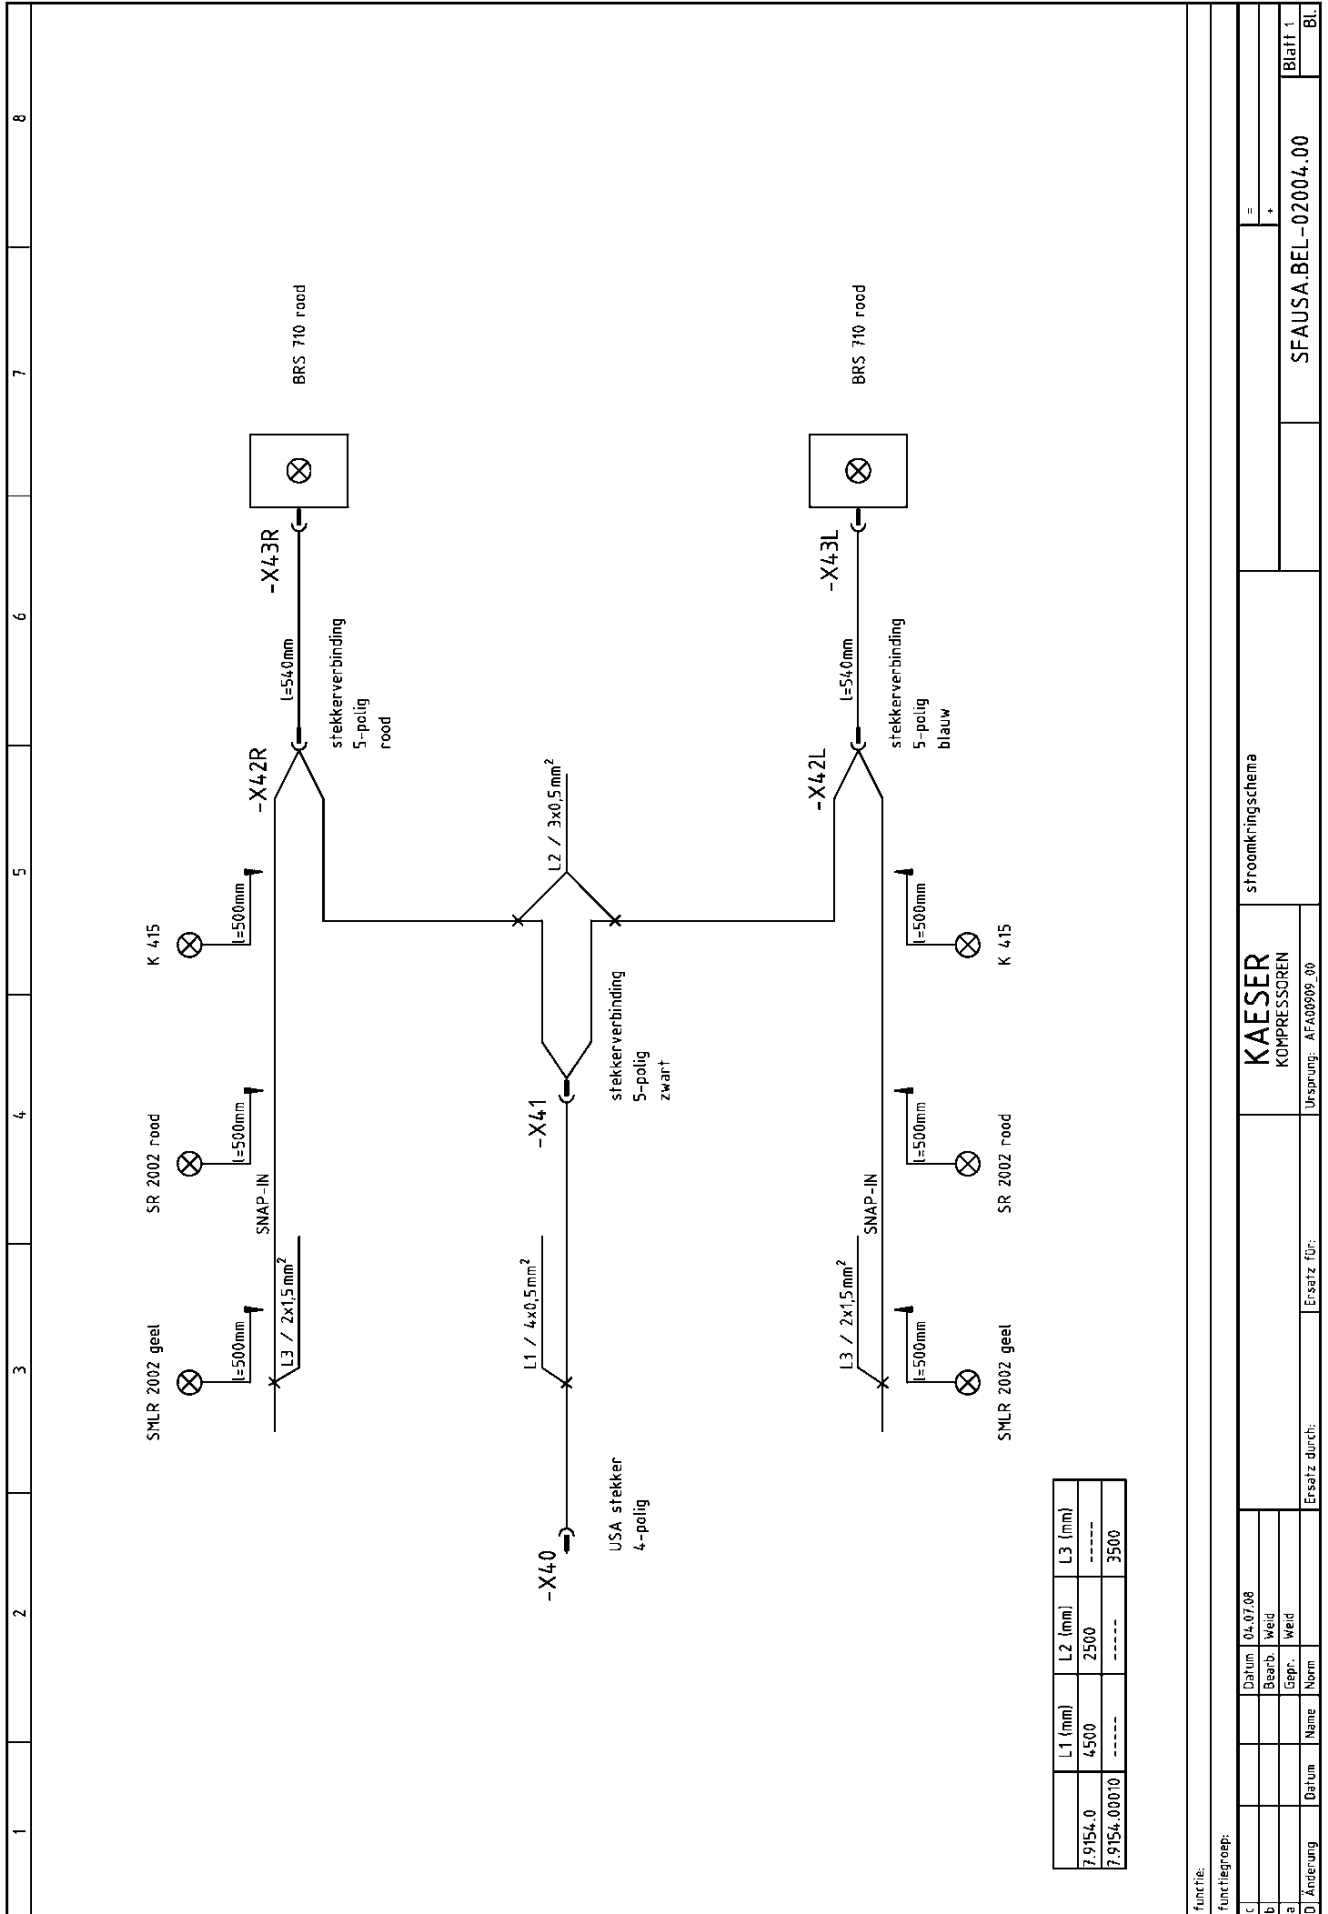 1
2
3
4
5
6
7
8
SMLR 2002 geel
SR 2002 rood
K 415
l=500mm
l=500mm
l=500mm
SNAP-IN
L3 / 2x1,5mm²
-X42R
l=540mm
-X43R
BRS 710 rood
stekkerverbinding
5-polig
rood
-X40
USA stekker
4-polig
L1 / 4x0,5mm²
-X41
stekkerverbinding
5-polig
zwart
L2 / 3x0,5mm²
-X42L
l=540mm
-X43L
BRS 710 rood
stekkerverbinding
5-polig
blauw
L3 / 2x1,5mm²
SNAP-IN
l=500mm
l=500mm
l=500mm
SMLR 2002 geel
SR 2002 rood
K 415
L1 (mm) L2 (mm) L3 (mm)
7.9154.0 4500 2500 -----
7.9154.00010 ----- ----- 3500
functie:
functiegroep:
c Datum 04.07.08
b Bearb. Weid
a Gepr. Weid
Änderung Datum Name Norm
Ersatz durch:
Ersatz für:
KAESER
KOMPRESSOREN
Ursprung: AFA00909_00
stroomkringschema
=
+
SFAUSA.BEL-02004.00
Blatt 1
Bl.